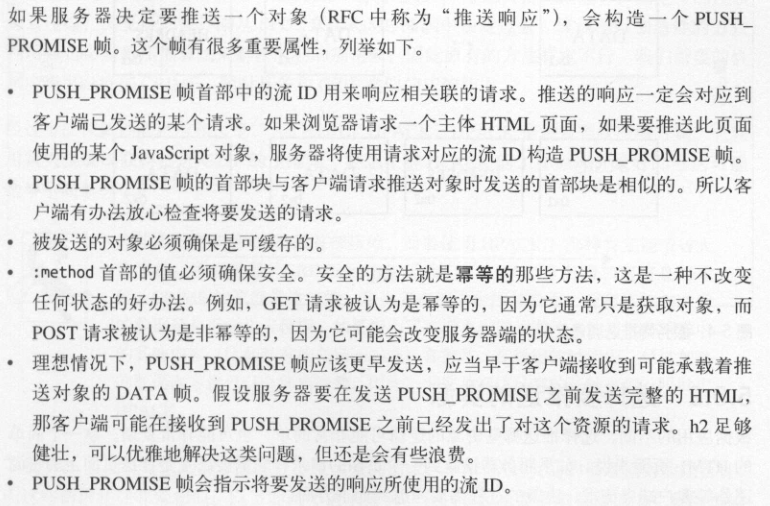 如果服务器决定要推送一个对象（RFC 中称为“推送响应”），会构造一个 PUSH_
PROMISE 帧。这个帧有很多重要属性，列举如下。
• PUSH_PROMISE 帧首部中的流 ID 用来响应相关联的请求。推送的响应一定会对应到
客户端已发送的某个请求。如果浏览器请求一个主体 HTML 页面，如果要推送此页面
使用的某个 JavaScript 对象，服务器将使用请求对应的流 ID 构造 PUSH_PROMISE 帧。
• PUSH_PROMISE 帧的首部块与客户端请求推送对象时发送的首部块是相似的。所以客
户端有办法放心检查将要发送的请求。
• 被发送的对象必须确保是可缓存的。
• :method 首部的值必须确保安全。安全的方法就是幂等的那些方法，这是一种不改变
任何状态的好办法。例如，GET 请求被认为是幂等的，因为它通常只是获取对象，而
POST 请求被认为是非幂等的，因为它可能会改变服务器端的状态。
• 理想情况下，PUSH_PROMISE 帧应该更早发送，应当早于客户端接收到可能承载着推
送对象的 DATA 帧。假设服务器要在发送 PUSH_PROMISE 之前发送完整的 HTML，
那客户端可能在接收到 PUSH_PROMISE 之前已经发出了对这个资源的请求。h2 足够
健壮，可以优雅地解决这类问题，但还是会有些浪费。
• PUSH_PROMISE 帧会指示将要发送的响应所使用的流 ID。